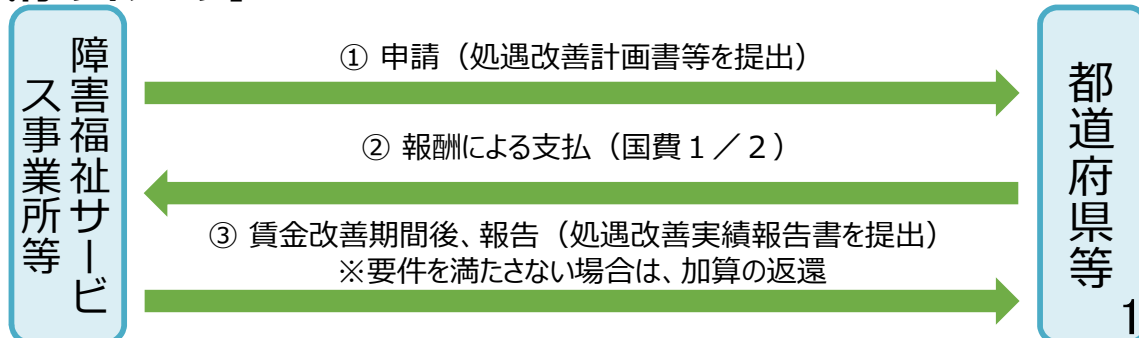 障害福祉サービ
ス事業所等
① 申請（処遇改善計画書等を提出）
② 報酬による支払（国費１／２）
③ 賃金改善期間後、報告（処遇改善実績報告書を提出）
※要件を満たさない場合は、加算の返還
都道府県等
1